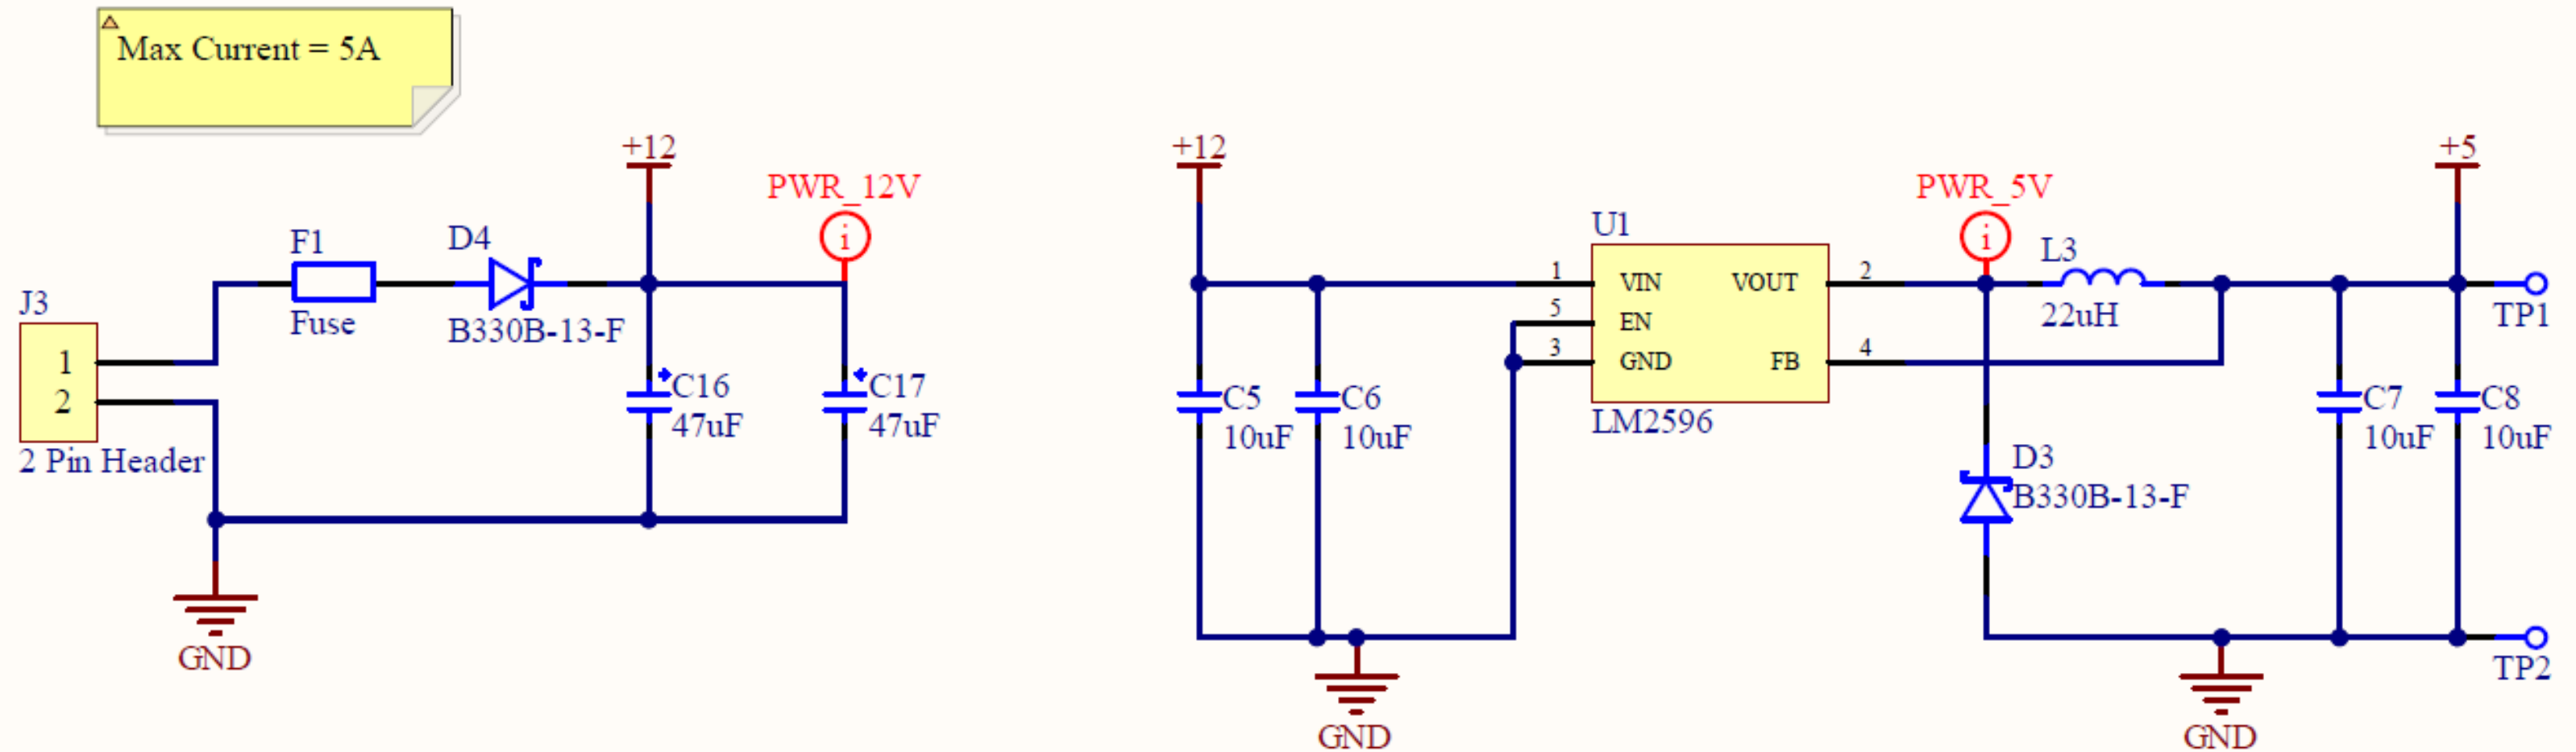 Max Current = 5A
+12
PWR_12V
F1
Fuse
D4
B330B-13-F
J3
1
2
2 Pin Header
C16
47uF
C17
47uF
GND
+12
C5
10uF
C6
10uF
U1
1
VIN
VOUT
2
5
EN
3
GND
FB
4
LM2596
GND
PWR_5V
i
i
L3
22uH
+5
TP1
D3
B330B-13-F
C7
10uF
C8
10uF
TP2
GND